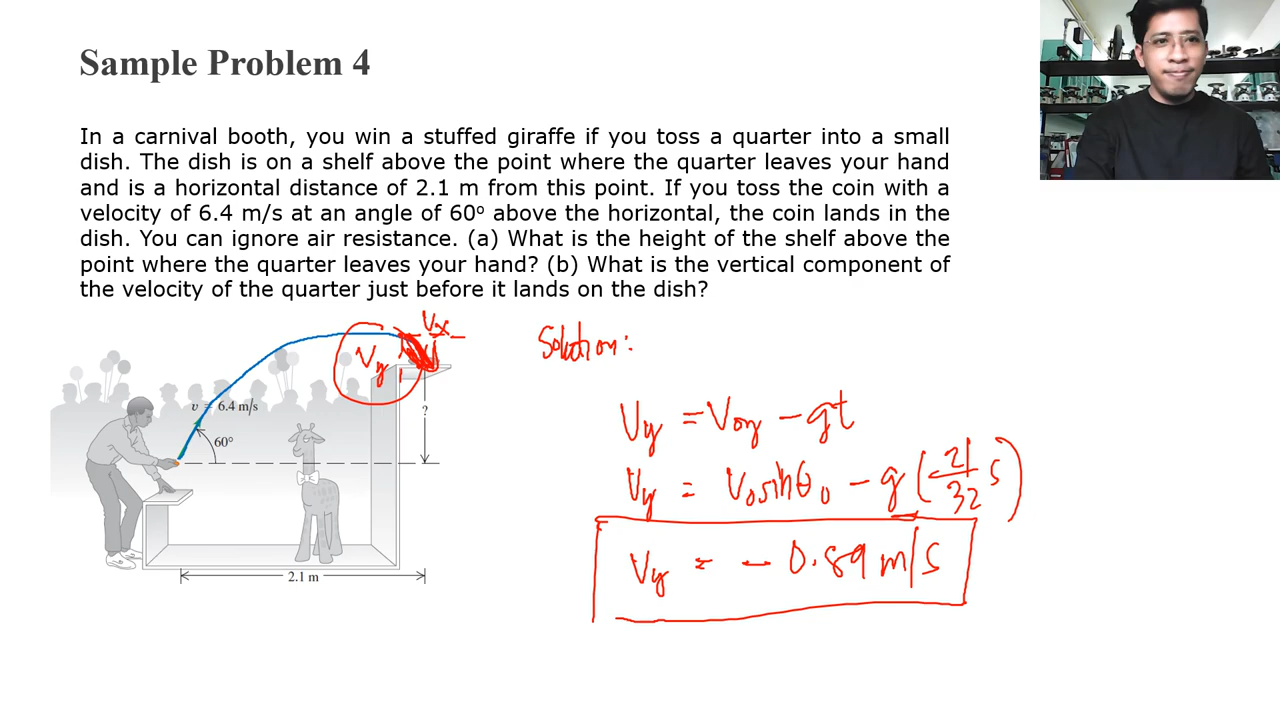 Sample Problem 4
In a carnival booth, you win a stuffed giraffe if you toss a quarter into a small
dish. The dish is on a shelf above the point where the quarter leaves your hand
and is a horizontal distance of 2.1 m from this point. If you toss the coin with a
velocity of 6.4 m/s at an angle of 60º above the horizontal, the coin lands in the
dish. You can ignore air resistance. (a) What is the height of the shelf above the
point where the quarter leaves your hand? (b) What is the vertical component of
the velocity of the quarter just before it lands on the dish?
Vx
Vy
υ = 6.4 m/s
60°
?
2.1 m
Solution:
Vy = Voy - gt
Vy = Vosinθo - g (21/32 s)
Vy = - 0.89 m/s